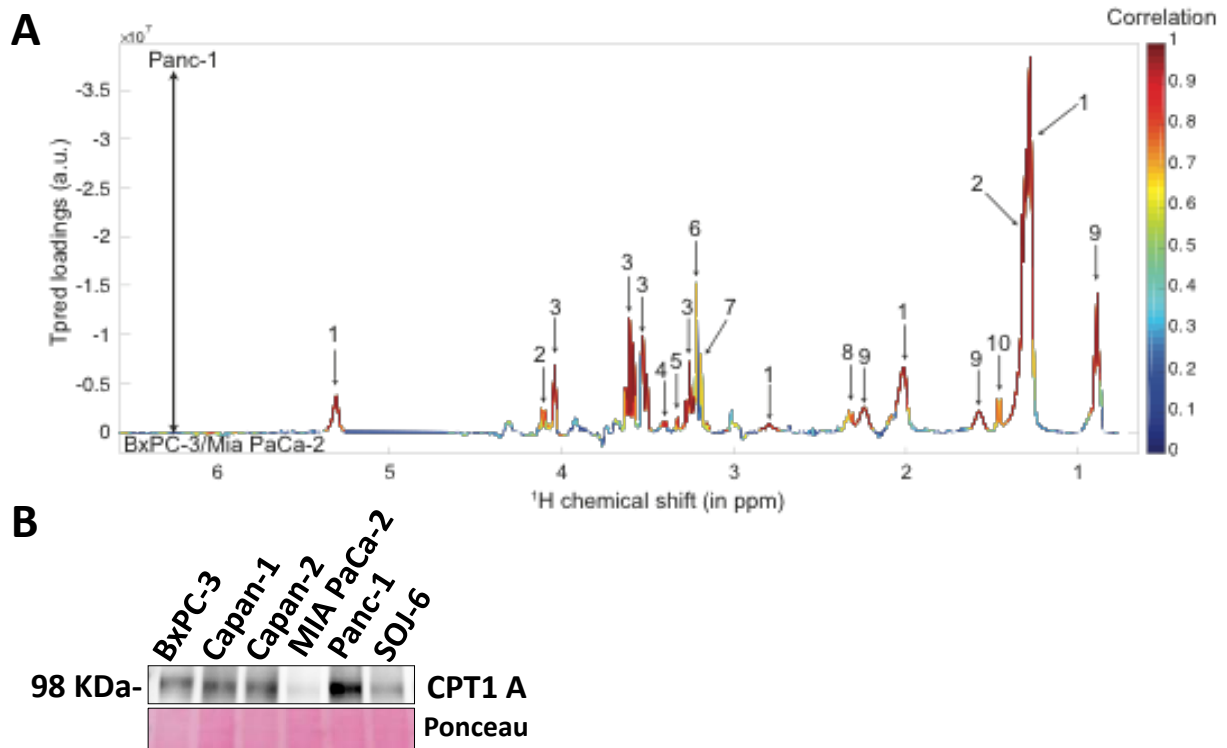 A
×10⁷
Panc-1
Correlation
Tpred loadings (a.u.)
-3.5
-3
-2.5
-2
-1.5
-1
-0.5
0
1
2
3
3
3
4
5
3
6
7
1
8
9
1
9
10
2
1
9
1
0.9
0.8
0.7
0.6
0.5
0.4
0.3
0.2
0.1
0
BxPC-3/Mia PaCa-2
6 5 4 3 2 1
¹H chemical shift (in ppm)
B
BxPC-3
Capan-1
Capan-2
MIA PaCa-2
Panc-1
SOJ-6
98 KDa- CPT1 A
Ponceau